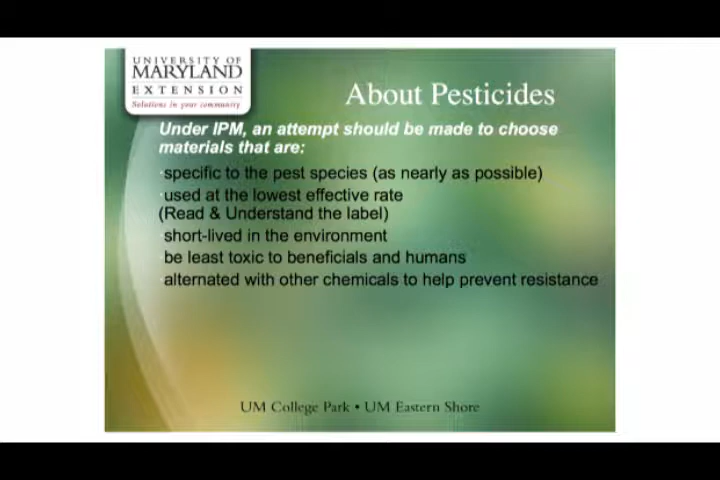 UNIVERSITY OF
MARYLAND
EXTENSION
Solutions in your community
About Pesticides
Under IPM, an attempt should be made to choose
materials that are:
specific to the pest species (as nearly as possible)
used at the lowest effective rate
(Read & Understand the label)
short-lived in the environment
be least toxic to beneficials and humans
alternated with other chemicals to help prevent resistance
UM College Park • UM Eastern Shore